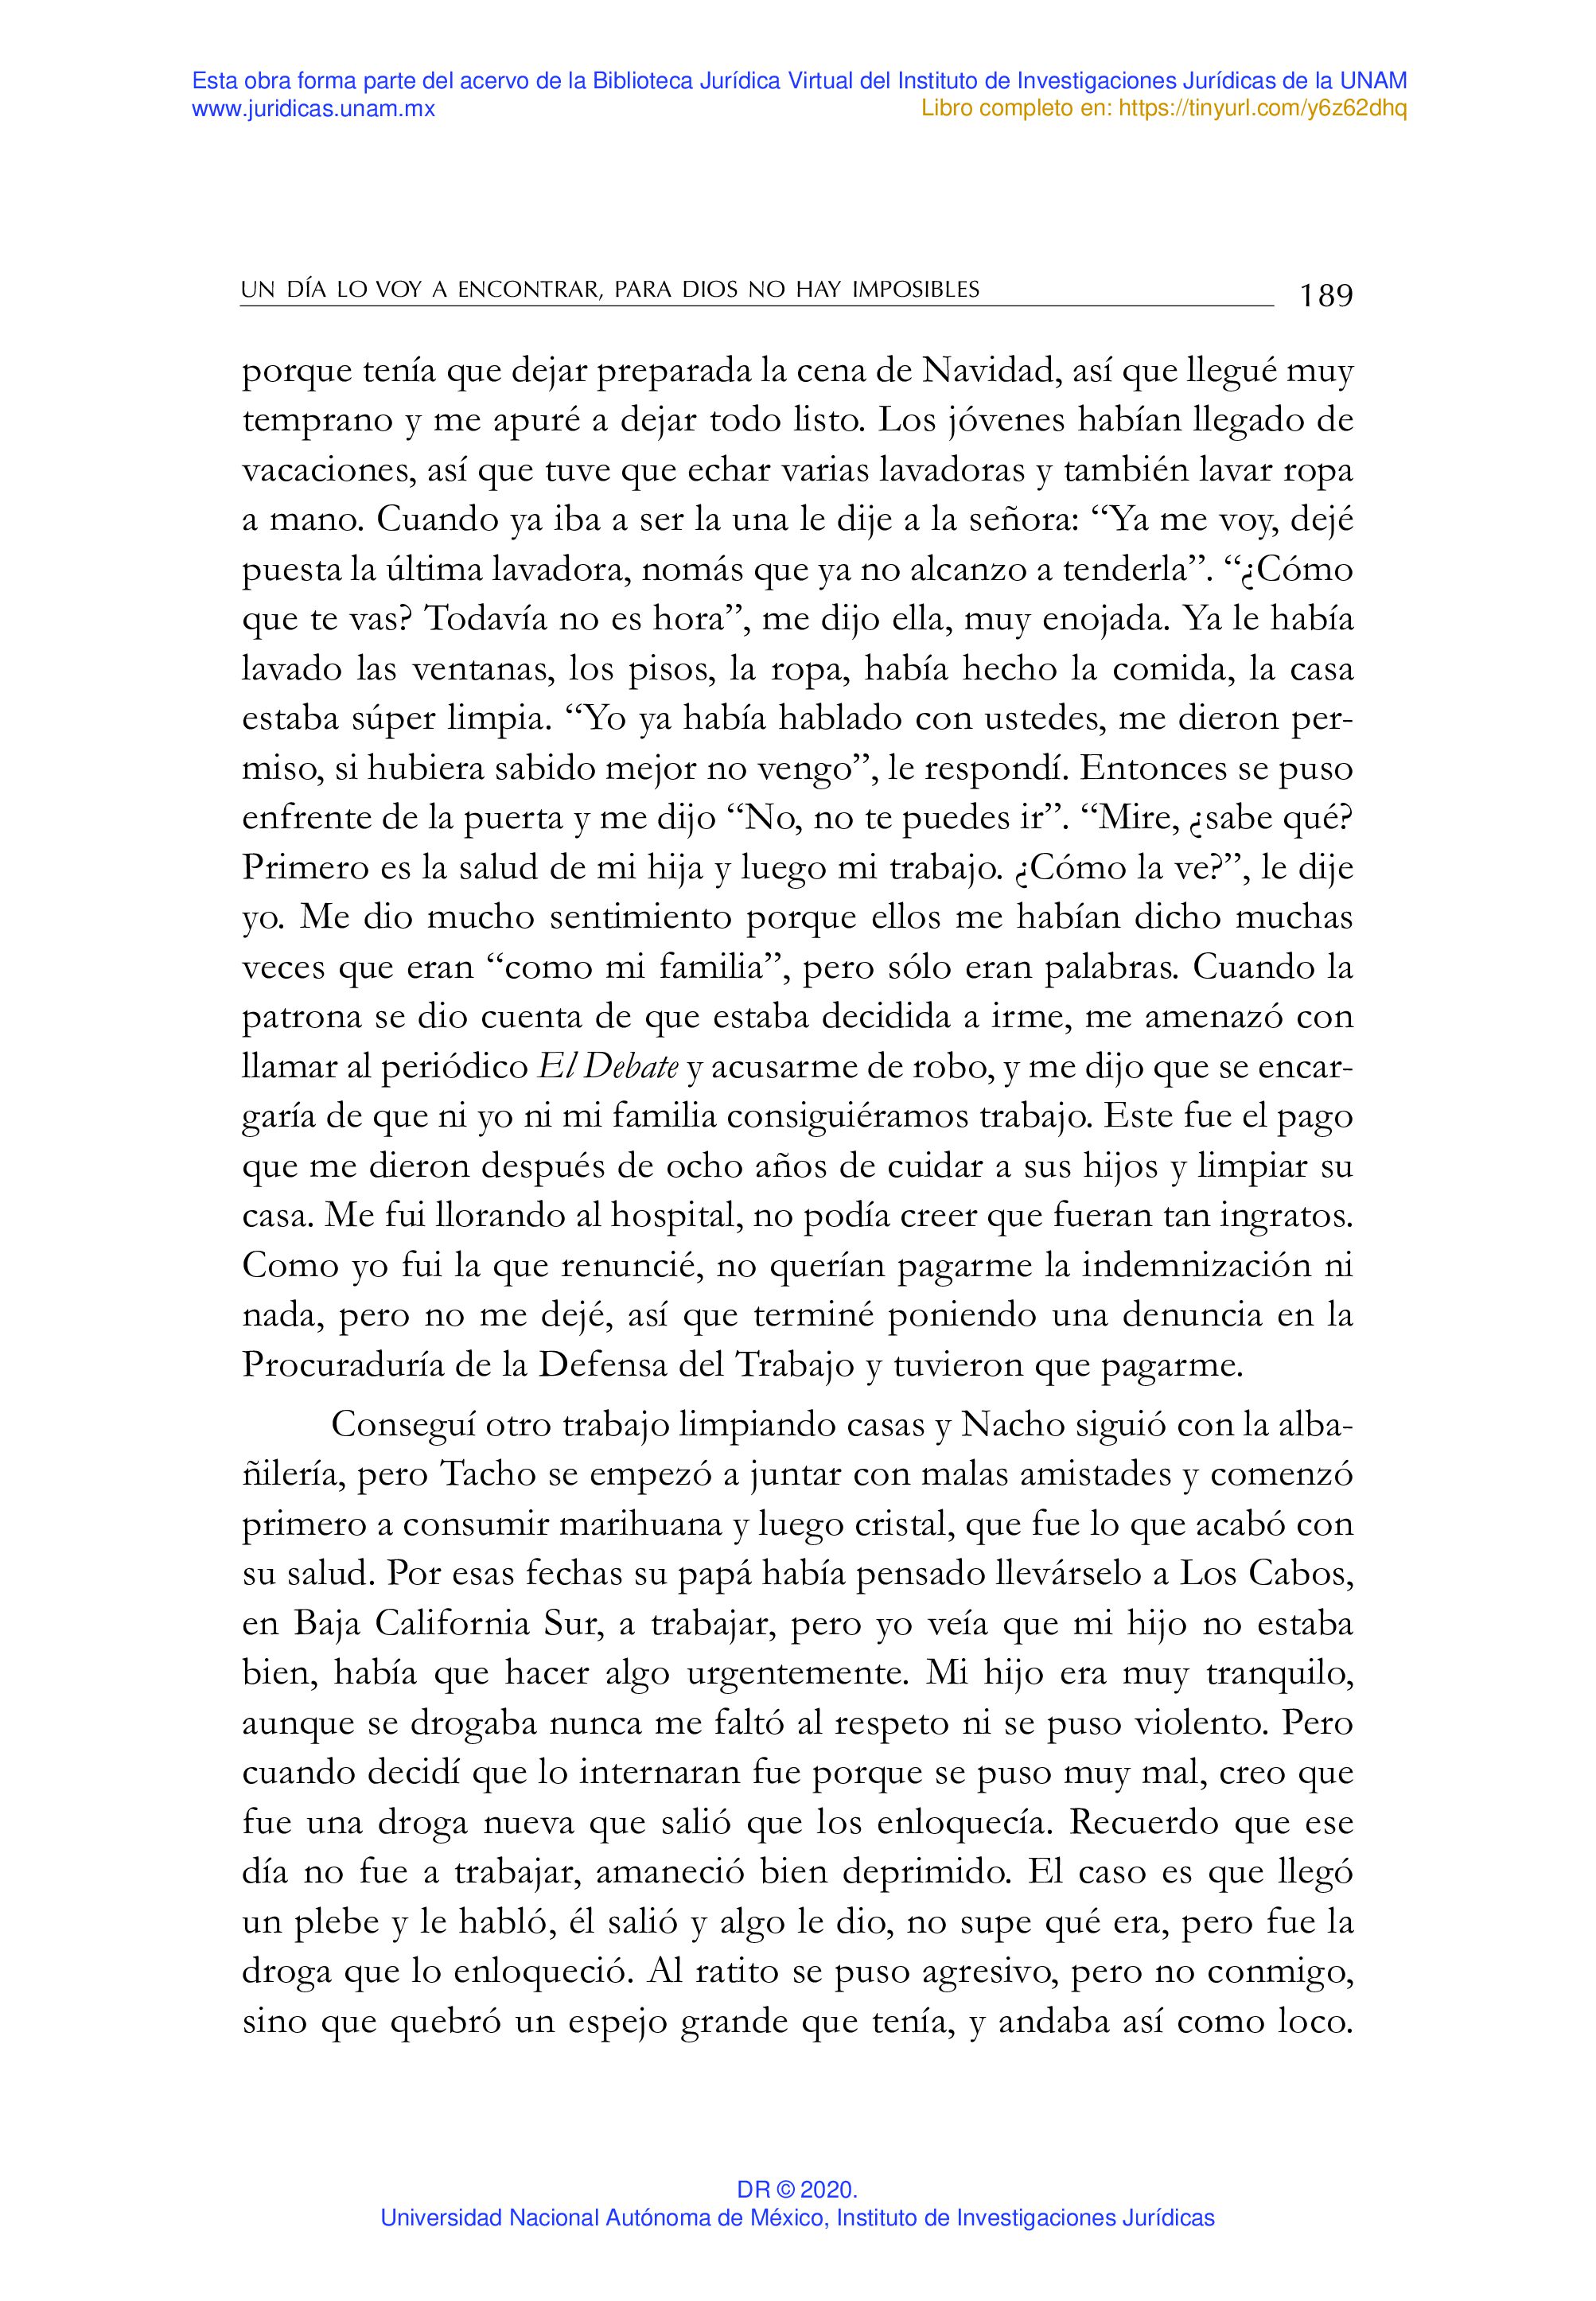 Esta obra forma parte del acervo de la Biblioteca Jurídica Virtual del Instituto de Investigaciones Jurídicas de la UNAM
www.juridicas.unam.mx Libro completo en: https://tinyurl.com/y6z62dhq
UN DÍA LO VOY A ENCONTRAR, PARA DIOS NO HAY IMPOSIBLES 189
porque tenía que dejar preparada la cena de Navidad, así que llegué muy
temprano y me apuré a dejar todo listo. Los jóvenes habían llegado de
vacaciones, así que tuve que echar varias lavadoras y también lavar ropa
a mano. Cuando ya iba a ser la una le dije a la señora: “Ya me voy, dejé
puesta la última lavadora, nomás que ya no alcanzo a tenderla”. “¿Cómo
que te vas? Todavía no es hora”, me dijo ella, muy enojada. Ya le había
lavado las ventanas, los pisos, la ropa, había hecho la comida, la casa
estaba súper limpia. “Yo ya había hablado con ustedes, me dieron per-
miso, si hubiera sabido mejor no vengo”, le respondí. Entonces se puso
enfrente de la puerta y me dijo “No, no te puedes ir”. “Mire, ¿sabe qué?
Primero es la salud de mi hija y luego mi trabajo. ¿Cómo la ve?”, le dije
yo. Me dio mucho sentimiento porque ellos me habían dicho muchas
veces que eran “como mi familia”, pero sólo eran palabras. Cuando la
patrona se dio cuenta de que estaba decidida a irme, me amenazó con
llamar al periódico El Debate y acusarme de robo, y me dijo que se encar-
garía de que ni yo ni mi familia consiguiéramos trabajo. Este fue el pago
que me dieron después de ocho años de cuidar a sus hijos y limpiar su
casa. Me fui llorando al hospital, no podía creer que fueran tan ingratos.
Como yo fui la que renuncié, no querían pagarme la indemnización ni
nada, pero no me dejé, así que terminé poniendo una denuncia en la
Procuraduría de la Defensa del Trabajo y tuvieron que pagarme.
Conseguí otro trabajo limpiando casas y Nacho siguió con la alba-
ñilería, pero Tacho se empezó a juntar con malas amistades y comenzó
primero a consumir marihuana y luego cristal, que fue lo que acabó con
su salud. Por esas fechas su papá había pensado llevárselo a Los Cabos,
en Baja California Sur, a trabajar, pero yo veía que mi hijo no estaba
bien, había que hacer algo urgentemente. Mi hijo era muy tranquilo,
aunque se drogaba nunca me faltó al respeto ni se puso violento. Pero
cuando decidí que lo internaran fue porque se puso muy mal, creo que
fue una droga nueva que salió que los enloquecía. Recuerdo que ese
día no fue a trabajar, amaneció bien deprimido. El caso es que llegó
un plebe y le habló, él salió y algo le dio, no supe qué era, pero fue la
droga que lo enloqueció. Al ratito se puso agresivo, pero no conmigo,
sino que quebró un espejo grande que tenía, y andaba así como loco.
DR © 2020.
Universidad Nacional Autónoma de México, Instituto de Investigaciones Jurídicas